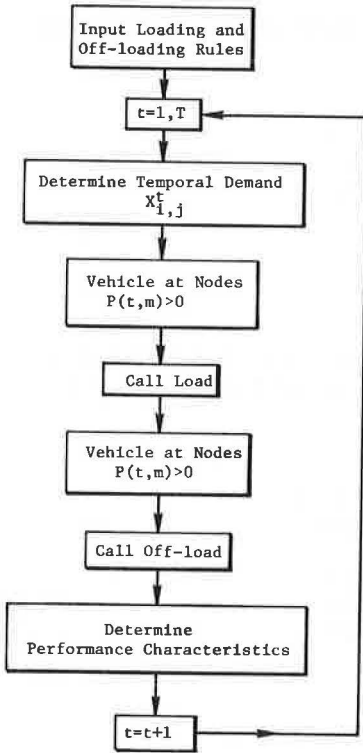 Input Loading and
Off-loading Rules
t=1,T
Determine Temporal Demand
X^t_{i,j}
Vehicle at Nodes
P(t,m)>0
Call Load
Vehicle at Nodes
P(t,m)>0
Call Off-load
Determine
Performance Characteristics
t=t+1